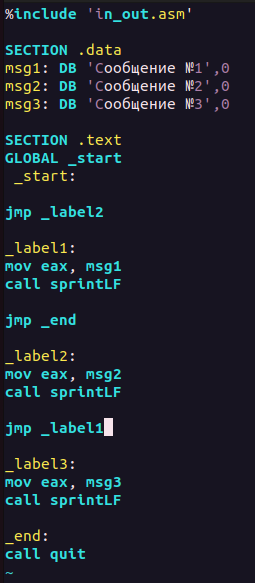 %include 'in_out.asm'
SECTION .data
msg1: DB 'Сообщение №1',0
msg2: DB 'Сообщение №2',0
msg3: DB 'Сообщение №3',0
SECTION .text
GLOBAL _start
_start:
jmp _label2
_label1:
mov eax, msg1
call sprintLF
jmp _end
_label2:
mov eax, msg2
call sprintLF
jmp _label1
_label3:
mov eax, msg3
call sprintLF
_end:
call quit
~